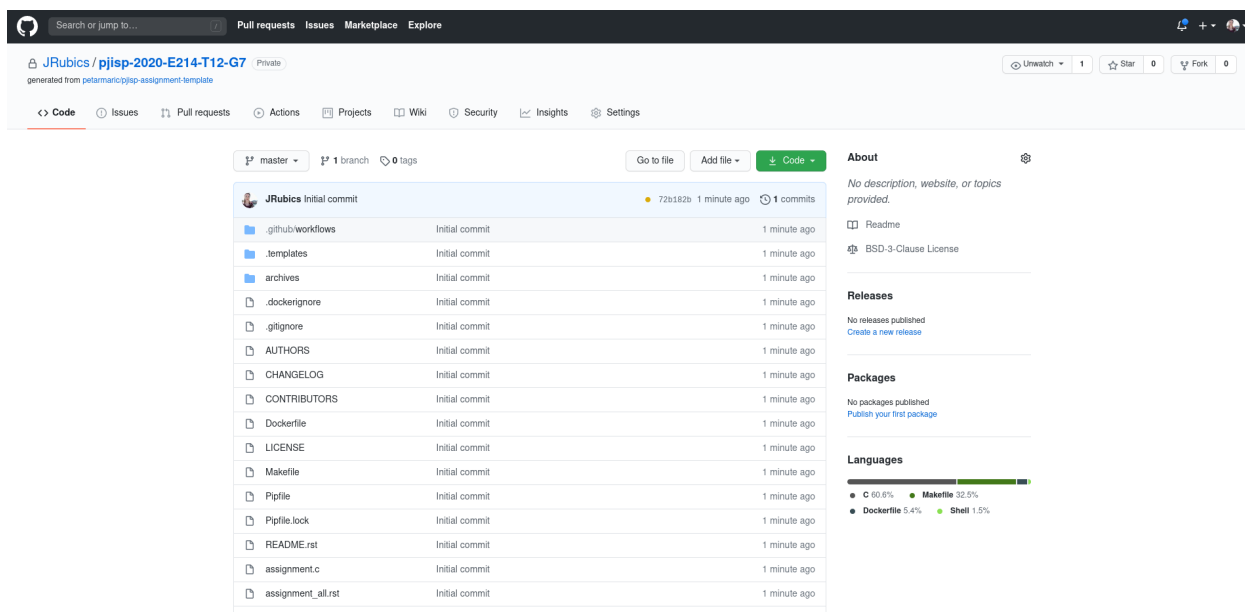 Search or jump to... / Pull requests Issues Marketplace Explore
JRubics / pjisp-2020-E214-T12-G7 Private
Unwatch 1 Star 0 Fork 0
generated from petarmaric/pjisp-assignment-template
Code Issues Pull requests Actions Projects Wiki Security Insights Settings
master 1 branch 0 tags Go to file Add file Code
JRubics Initial commit 72b182b 1 minute ago 1 commits
.github/workflows Initial commit 1 minute ago
.templates Initial commit 1 minute ago
archives Initial commit 1 minute ago
.dockerignore Initial commit 1 minute ago
.gitignore Initial commit 1 minute ago
AUTHORS Initial commit 1 minute ago
CHANGELOG Initial commit 1 minute ago
CONTRIBUTORS Initial commit 1 minute ago
Dockerfile Initial commit 1 minute ago
LICENSE Initial commit 1 minute ago
Makefile Initial commit 1 minute ago
Pipfile Initial commit 1 minute ago
Pipfile.lock Initial commit 1 minute ago
README.rst Initial commit 1 minute ago
assignment.c Initial commit 1 minute ago
assignment_all.rst Initial commit 1 minute ago
About
No description, website, or topics
provided.
Readme
BSD-3-Clause License
Releases
No releases published
Create a new release
Packages
No packages published
Publish your first package
Languages
C 60.6% Makefile 32.5%
Dockerfile 5.4% Shell 1.5%